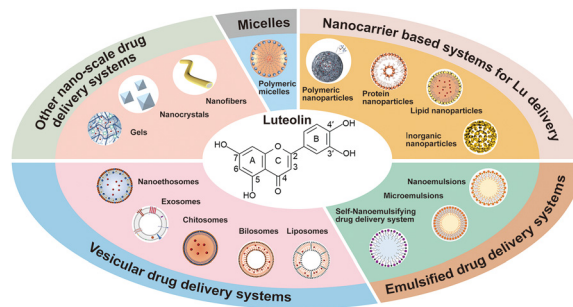 Other nano-scale drug
delivery systems
Micelles
Nanocarrier based systems for Lu delivery
Polymeric
micelles
Polymeric
nanoparticles
Protein
nanoparticles
Lipid nanoparticles
Inorganic
nanoparticles
Nanofibers
Nanocrystals
Gels
Luteolin
HO
7
6
5
A
C
4
3
2
B
4'
3'
OH
OH
OH
O
Nanoethosomes
Exosomes
Chitosomes
Bilosomes
Liposomes
Nanoemulsions
Microemulsions
Self-Nanoemulsifying
drug delivery system
Vesicular drug delivery systems
Emulsified drug delivery systems